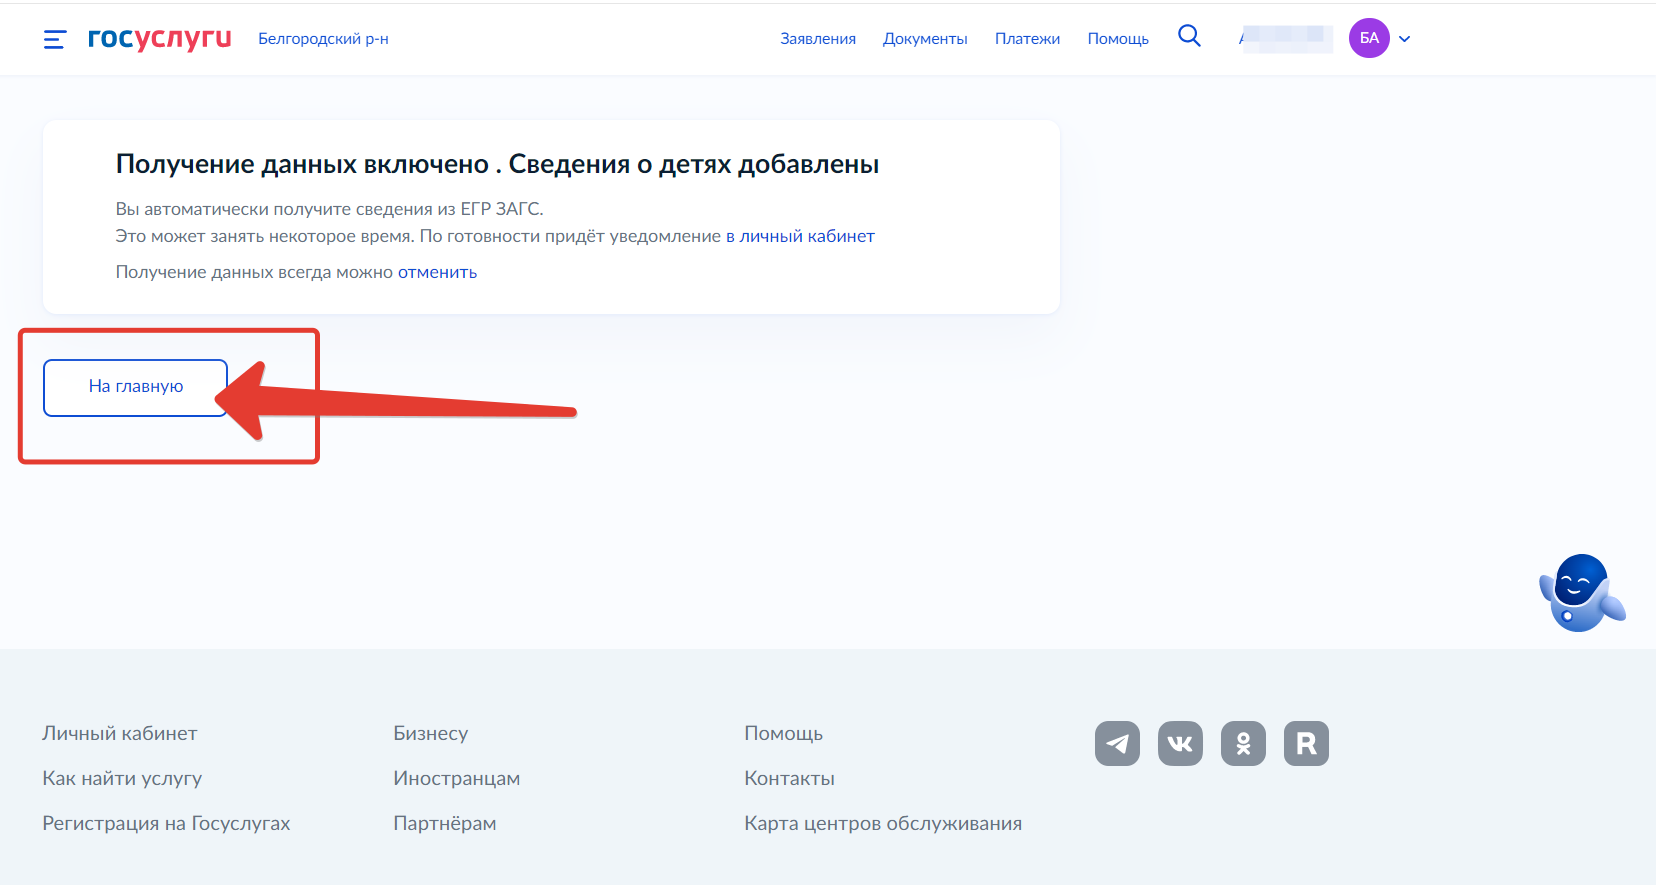 госуслуги Белгородский р-н Заявления Документы Платежи Помощь БА
Получение данных включено . Сведения о детях добавлены
Вы автоматически получите сведения из ЕГР ЗАГС.
Это может занять некоторое время. По готовности придёт уведомление в личный кабинет
Получение данных всегда можно отменить
На главную
Личный кабинет Бизнесу Помощь
Как найти услугу Иностранцам Контакты
Регистрация на Госуслугах Партнёрам Карта центров обслуживания